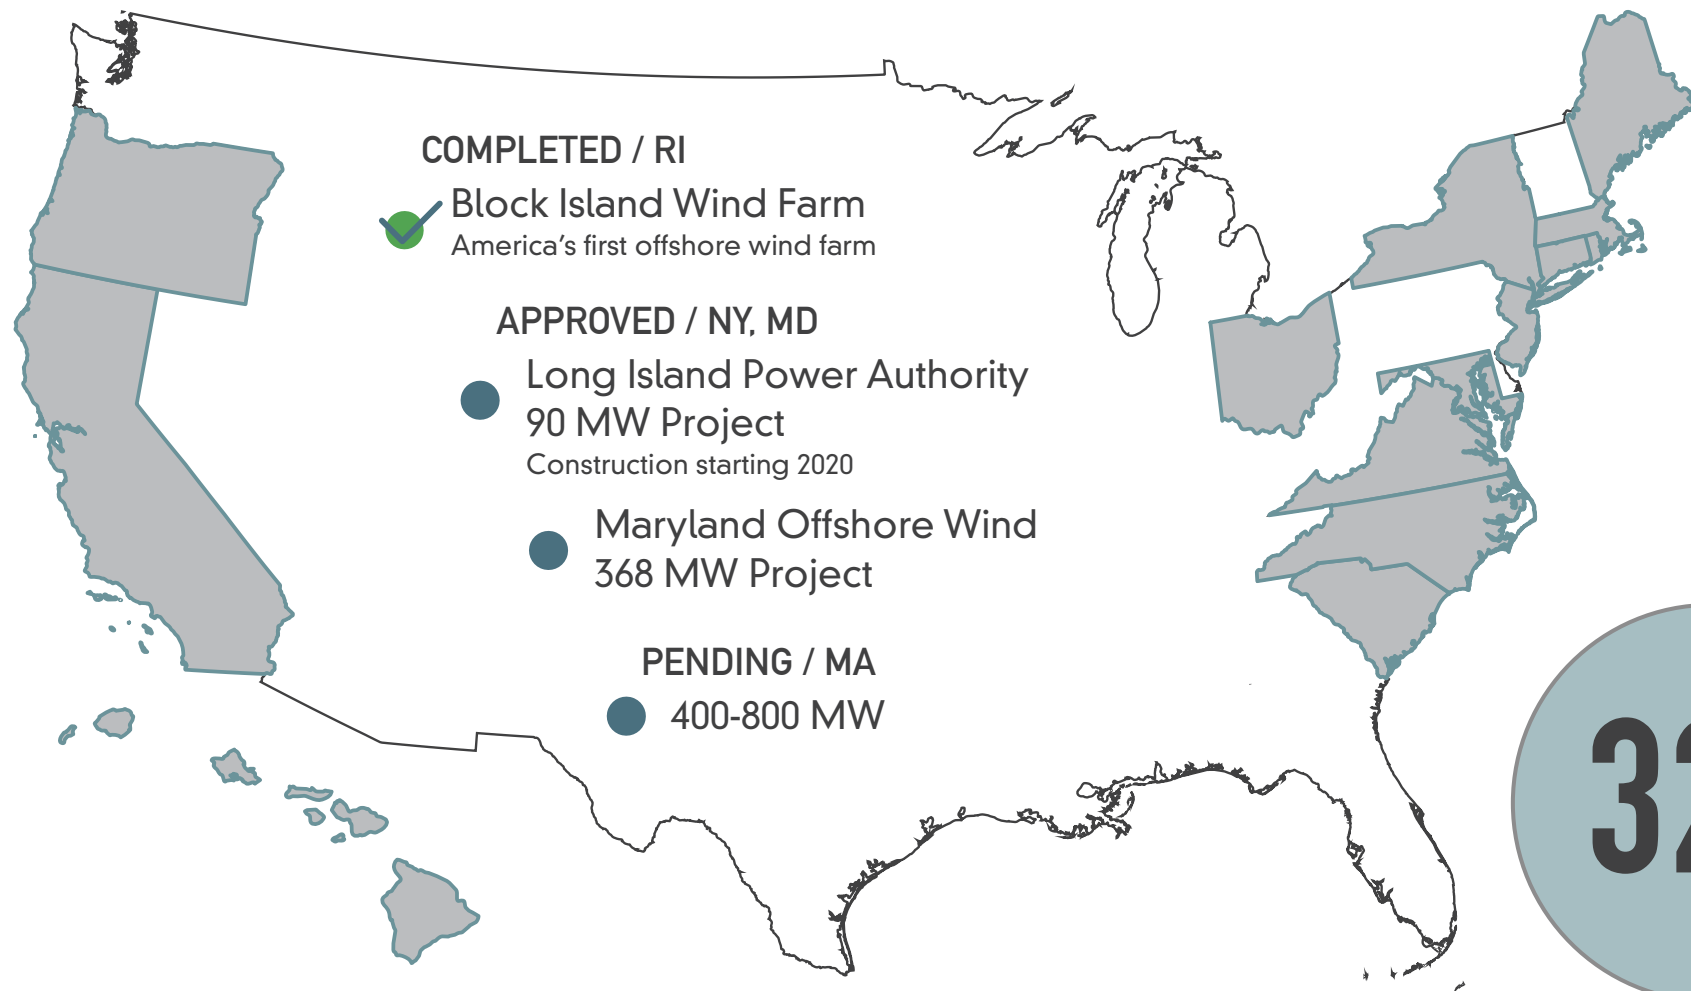 COMPLETED / RI
Block Island Wind Farm
America's first offshore wind farm
APPROVED / NY, MD
Long Island Power Authority
90 MW Project
Construction starting 2020
Maryland Offshore Wind
368 MW Project
PENDING / MA
400-800 MW
32